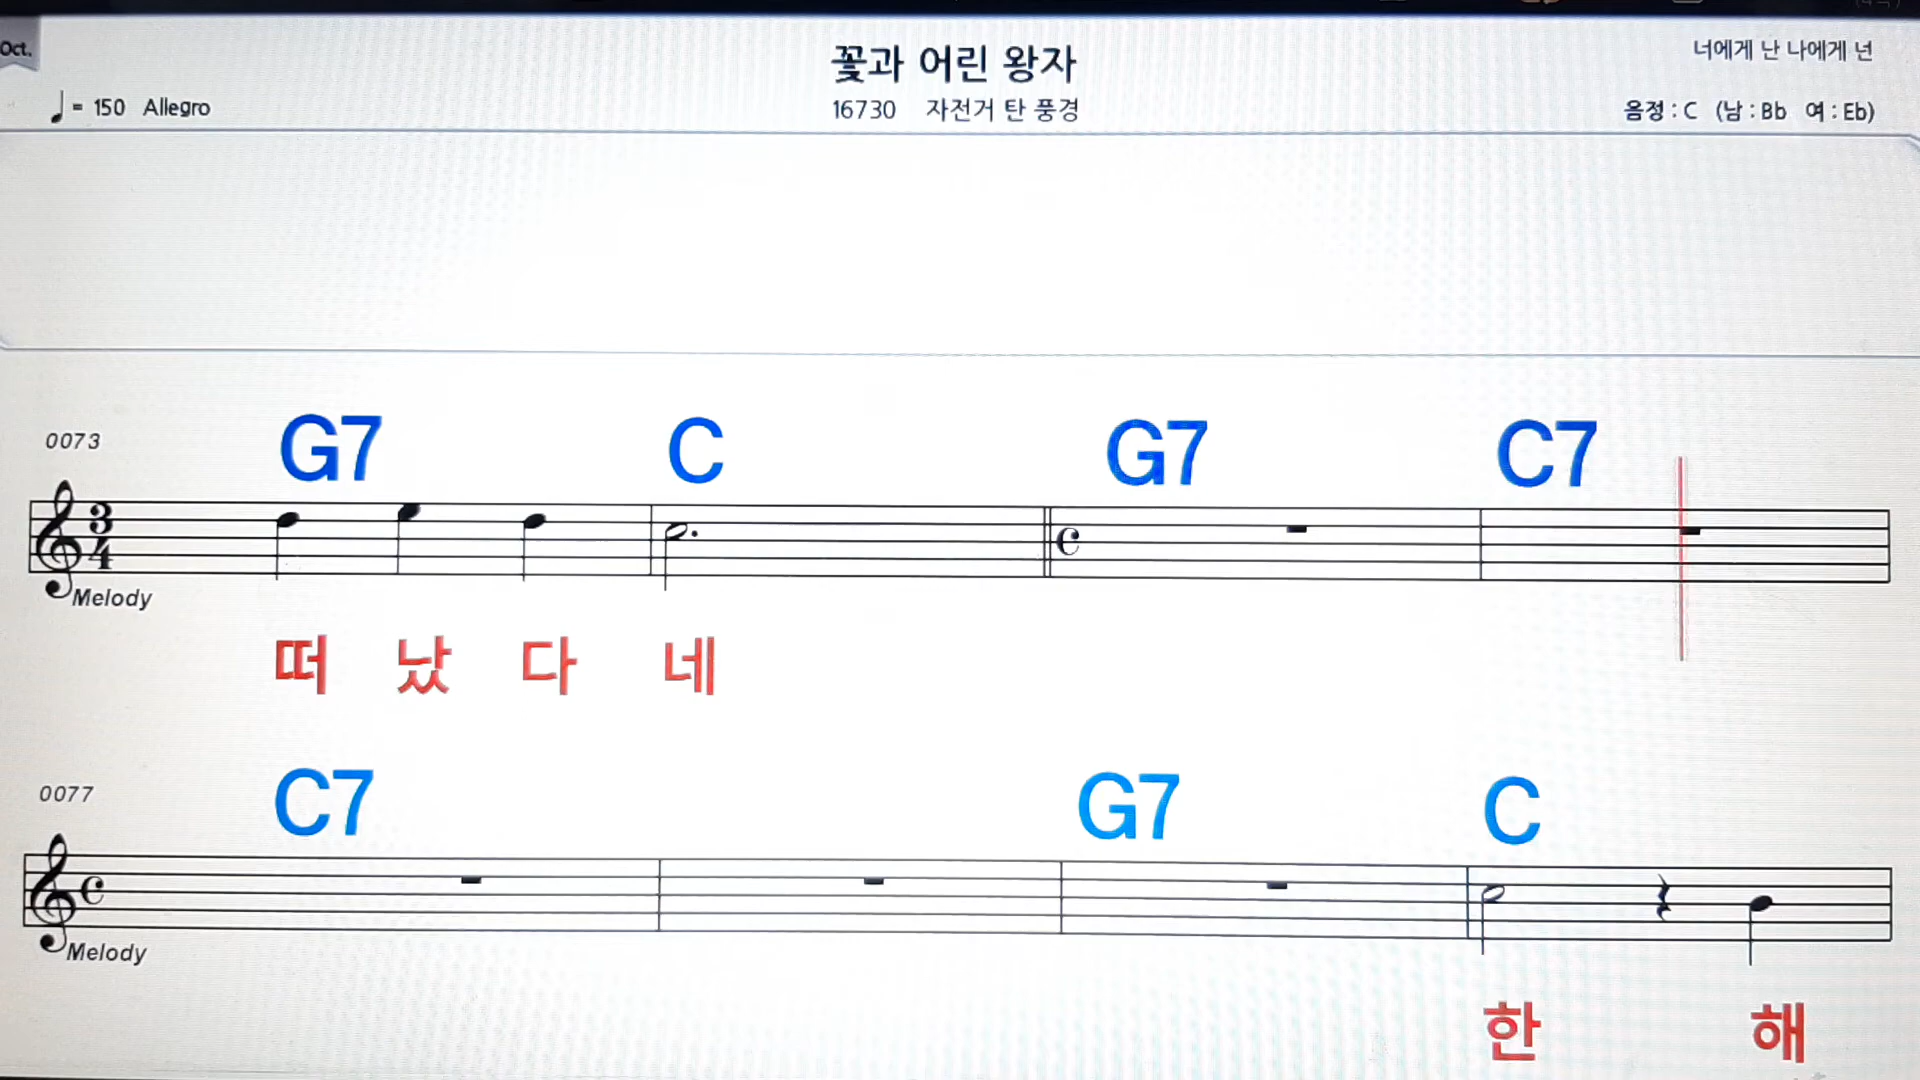 Oct.
꽃과 어린 왕자
너에게 난 나에게 넌
♩ = 150 Allegro
16730 자전거 탄 풍경
음정 : C (남 : Bb 여 : Eb)
0073
G7 C G7 C7
3/4
Melody
떠 났 다 네
0077
C7 G7 C
Melody
한 해